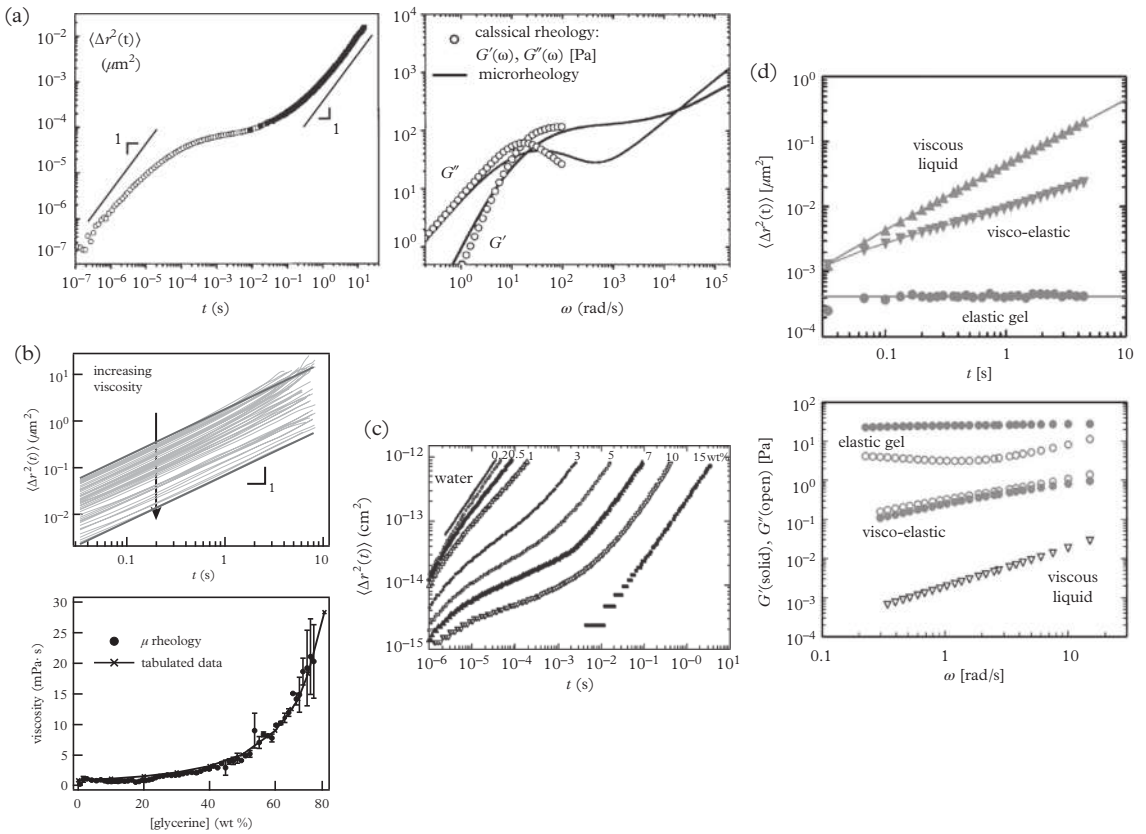 (a)
⟨Δr²(t)⟩
(μm²)
10⁻²
10⁻³
10⁻⁴
10⁻⁵
10⁻⁶
10⁻⁷
1
1
10⁻⁷ 10⁻⁶ 10⁻⁵ 10⁻⁴ 10⁻³ 10⁻² 10⁻¹ 10⁰ 10¹
t (s)
10⁴
10³
10²
10¹
10⁰
calssical rheology:
G′(ω), G″(ω) [Pa]
microrheology
G″
G′
10⁰ 10¹ 10² 10³ 10⁴ 10⁵
ω (rad/s)
(b)
increasing
viscosity
⟨Δr²(t)⟩ (μm²)
10¹
10⁰
10⁻¹
10⁻²
1
0.1 1 10
t (s)
viscosity (mPa· s)
30
25
20
15
10
5
0
μ rheology
tabulated data
0 20 40 60 80
[glycerine] (wt %)
(c)
⟨Δr²(t)⟩ (cm²)
10⁻¹²
10⁻¹³
10⁻¹⁴
10⁻¹⁵
water
0.20.5 1 3 5 7 10 15wt%
10⁻⁶ 10⁻⁵ 10⁻⁴ 10⁻³ 10⁻² 10⁻¹ 10⁰ 10¹
t (s)
(d)
⟨Δr²(t)⟩ [μm²]
10⁰
10⁻¹
10⁻²
10⁻³
10⁻⁴
viscous
liquid
visco-elastic
elastic gel
0.1 1 10
t [s]
G′(solid), G″(open) [Pa]
10²
10¹
10⁰
10⁻¹
10⁻²
10⁻³
10⁻⁴
elastic gel
visco-elastic
viscous
liquid
0.1 1 10
ω [rad/s]